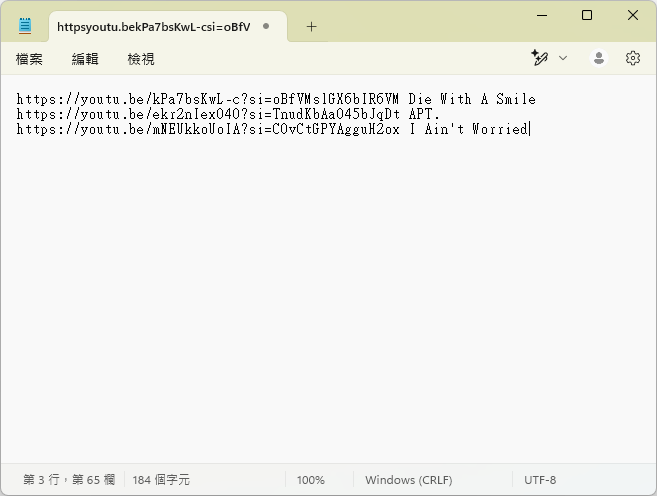 httpsyoutu.bekPa7bsKwL-csi=oBfV
檔案 編輯 檢視
https://youtu.be/kPa7bsKwL-c?si=oBfVMslGX6bIR6VM Die With A Smile
https://youtu.be/ekr2nIex040?si=TnudKbAa045bJqDt APT.
https://youtu.be/mNEUkkoUoIA?si=C0vCtGPYAgguH2ox I Ain't Worried
第 3 行，第 65 欄 184 個字元 100% Windows (CRLF) UTF-8